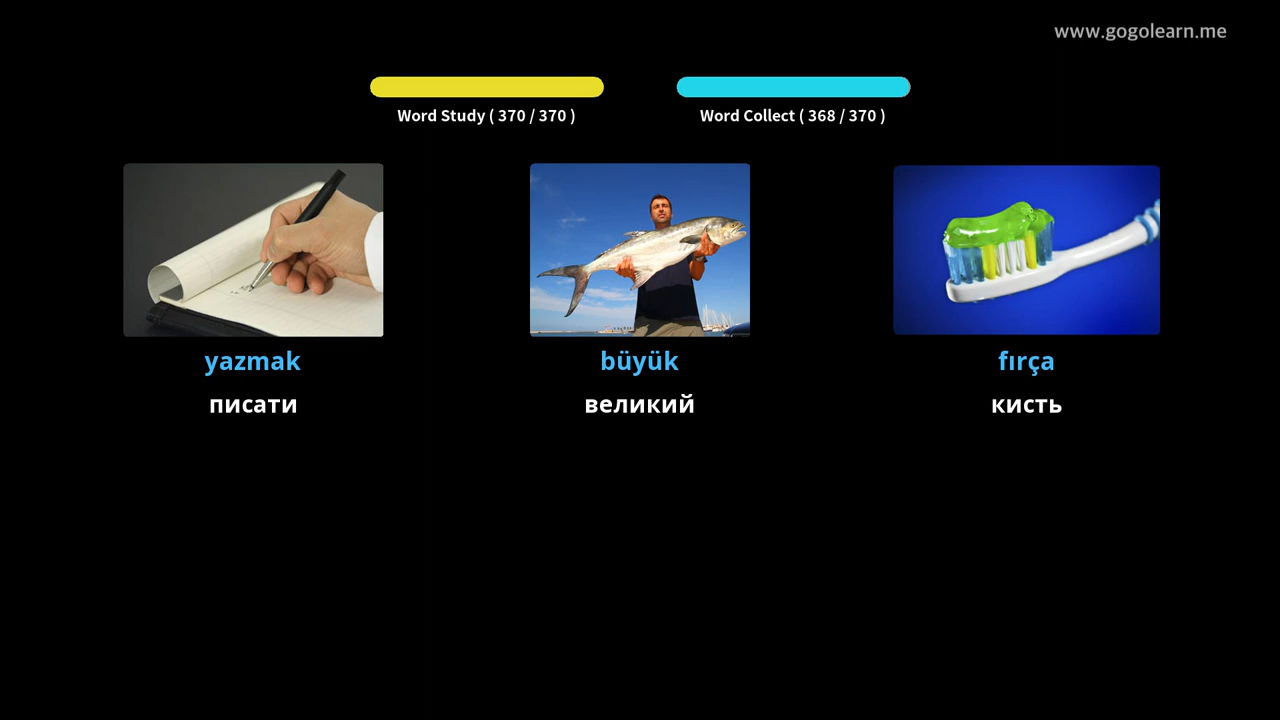 www.gogolearn.me
Word Study ( 370 / 370 )
Word Collect ( 368 / 370 )
yazmak
büyük
fırça
писати
великий
кисть